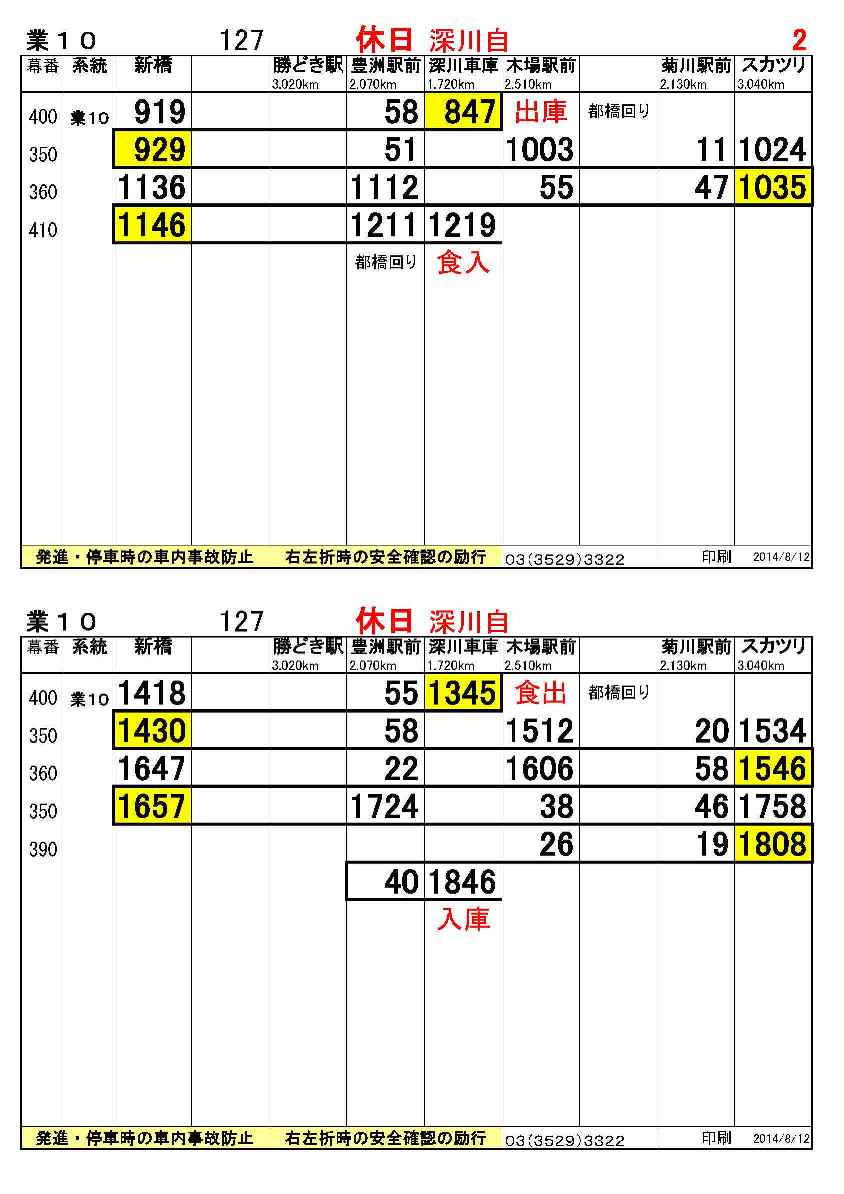 業１０ 127 休日 深川自 2
幕番 系統 新橋 勝どき駅 豊洲駅前 深川車庫 木場駅前 菊川駅前 スカツリ
3.020km 2.070km 1.720km 2.510km 2.130km 3.040km
400 業10 919 58 847 出庫 都橋回り
350 929 51 1003 11 1024
360 1136 1112 55 47 1035
410 1146 1211 1219
都橋回り 食入
発進・停車時の車内事故防止 右左折時の安全確認の励行 03(3529)3322 印刷 2014/8/12
業１０ 127 休日 深川自
幕番 系統 新橋 勝どき駅 豊洲駅前 深川車庫 木場駅前 菊川駅前 スカツリ
3.020km 2.070km 1.720km 2.510km 2.130km 3.040km
400 業10 1418 55 1345 食出 都橋回り
350 1430 58 1512 20 1534
360 1647 22 1606 58 1546
350 1657 1724 38 46 1758
390 26 19 1808
40 1846
入庫
発進・停車時の車内事故防止 右左折時の安全確認の励行 03(3529)3322 印刷 2014/8/12